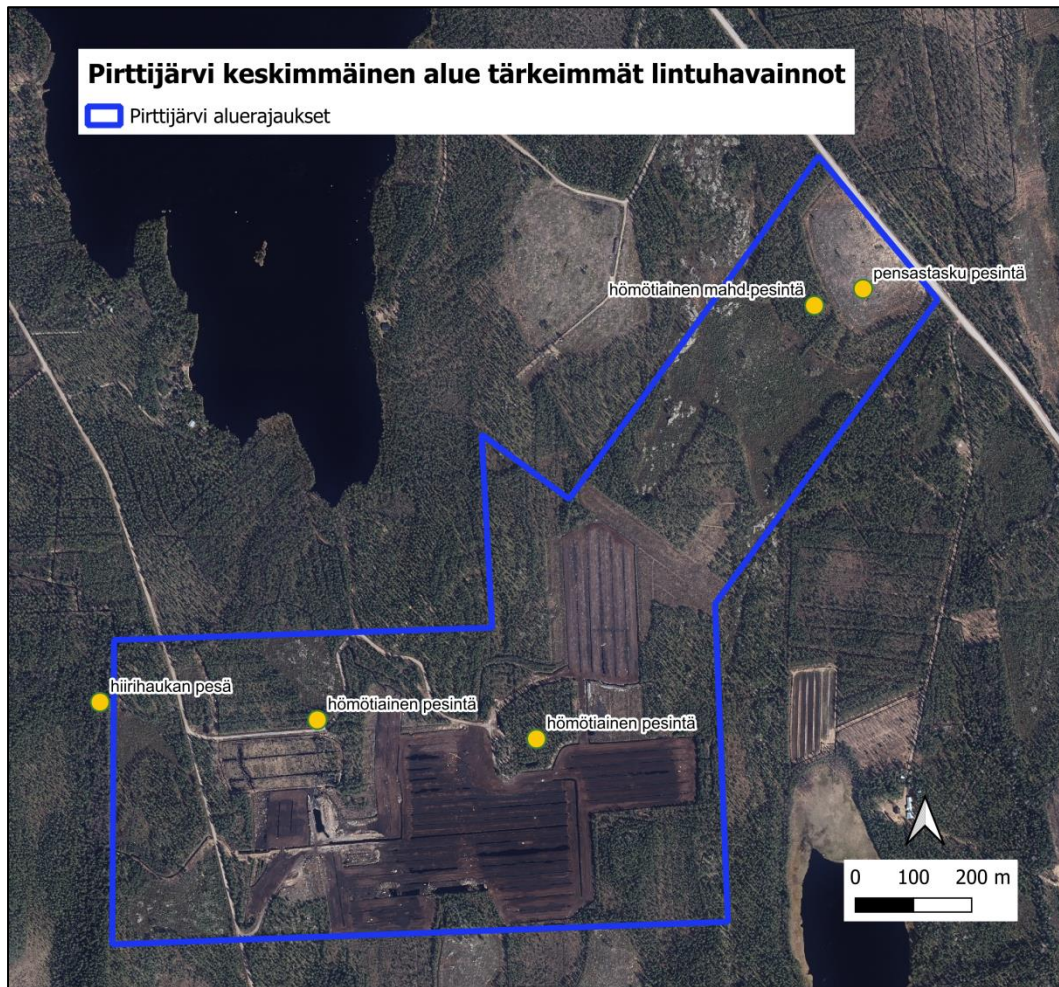 Pirttijärvi keskimmäinen alue tärkeimmät lintuhavainnot
Pirttijärvi aluerajaukset
pensastasku pesintä
hömötiainen mahd.pesintä
hiirihaukan pesä
hömötiainen pesintä
hömötiainen pesintä
0 100 200 m